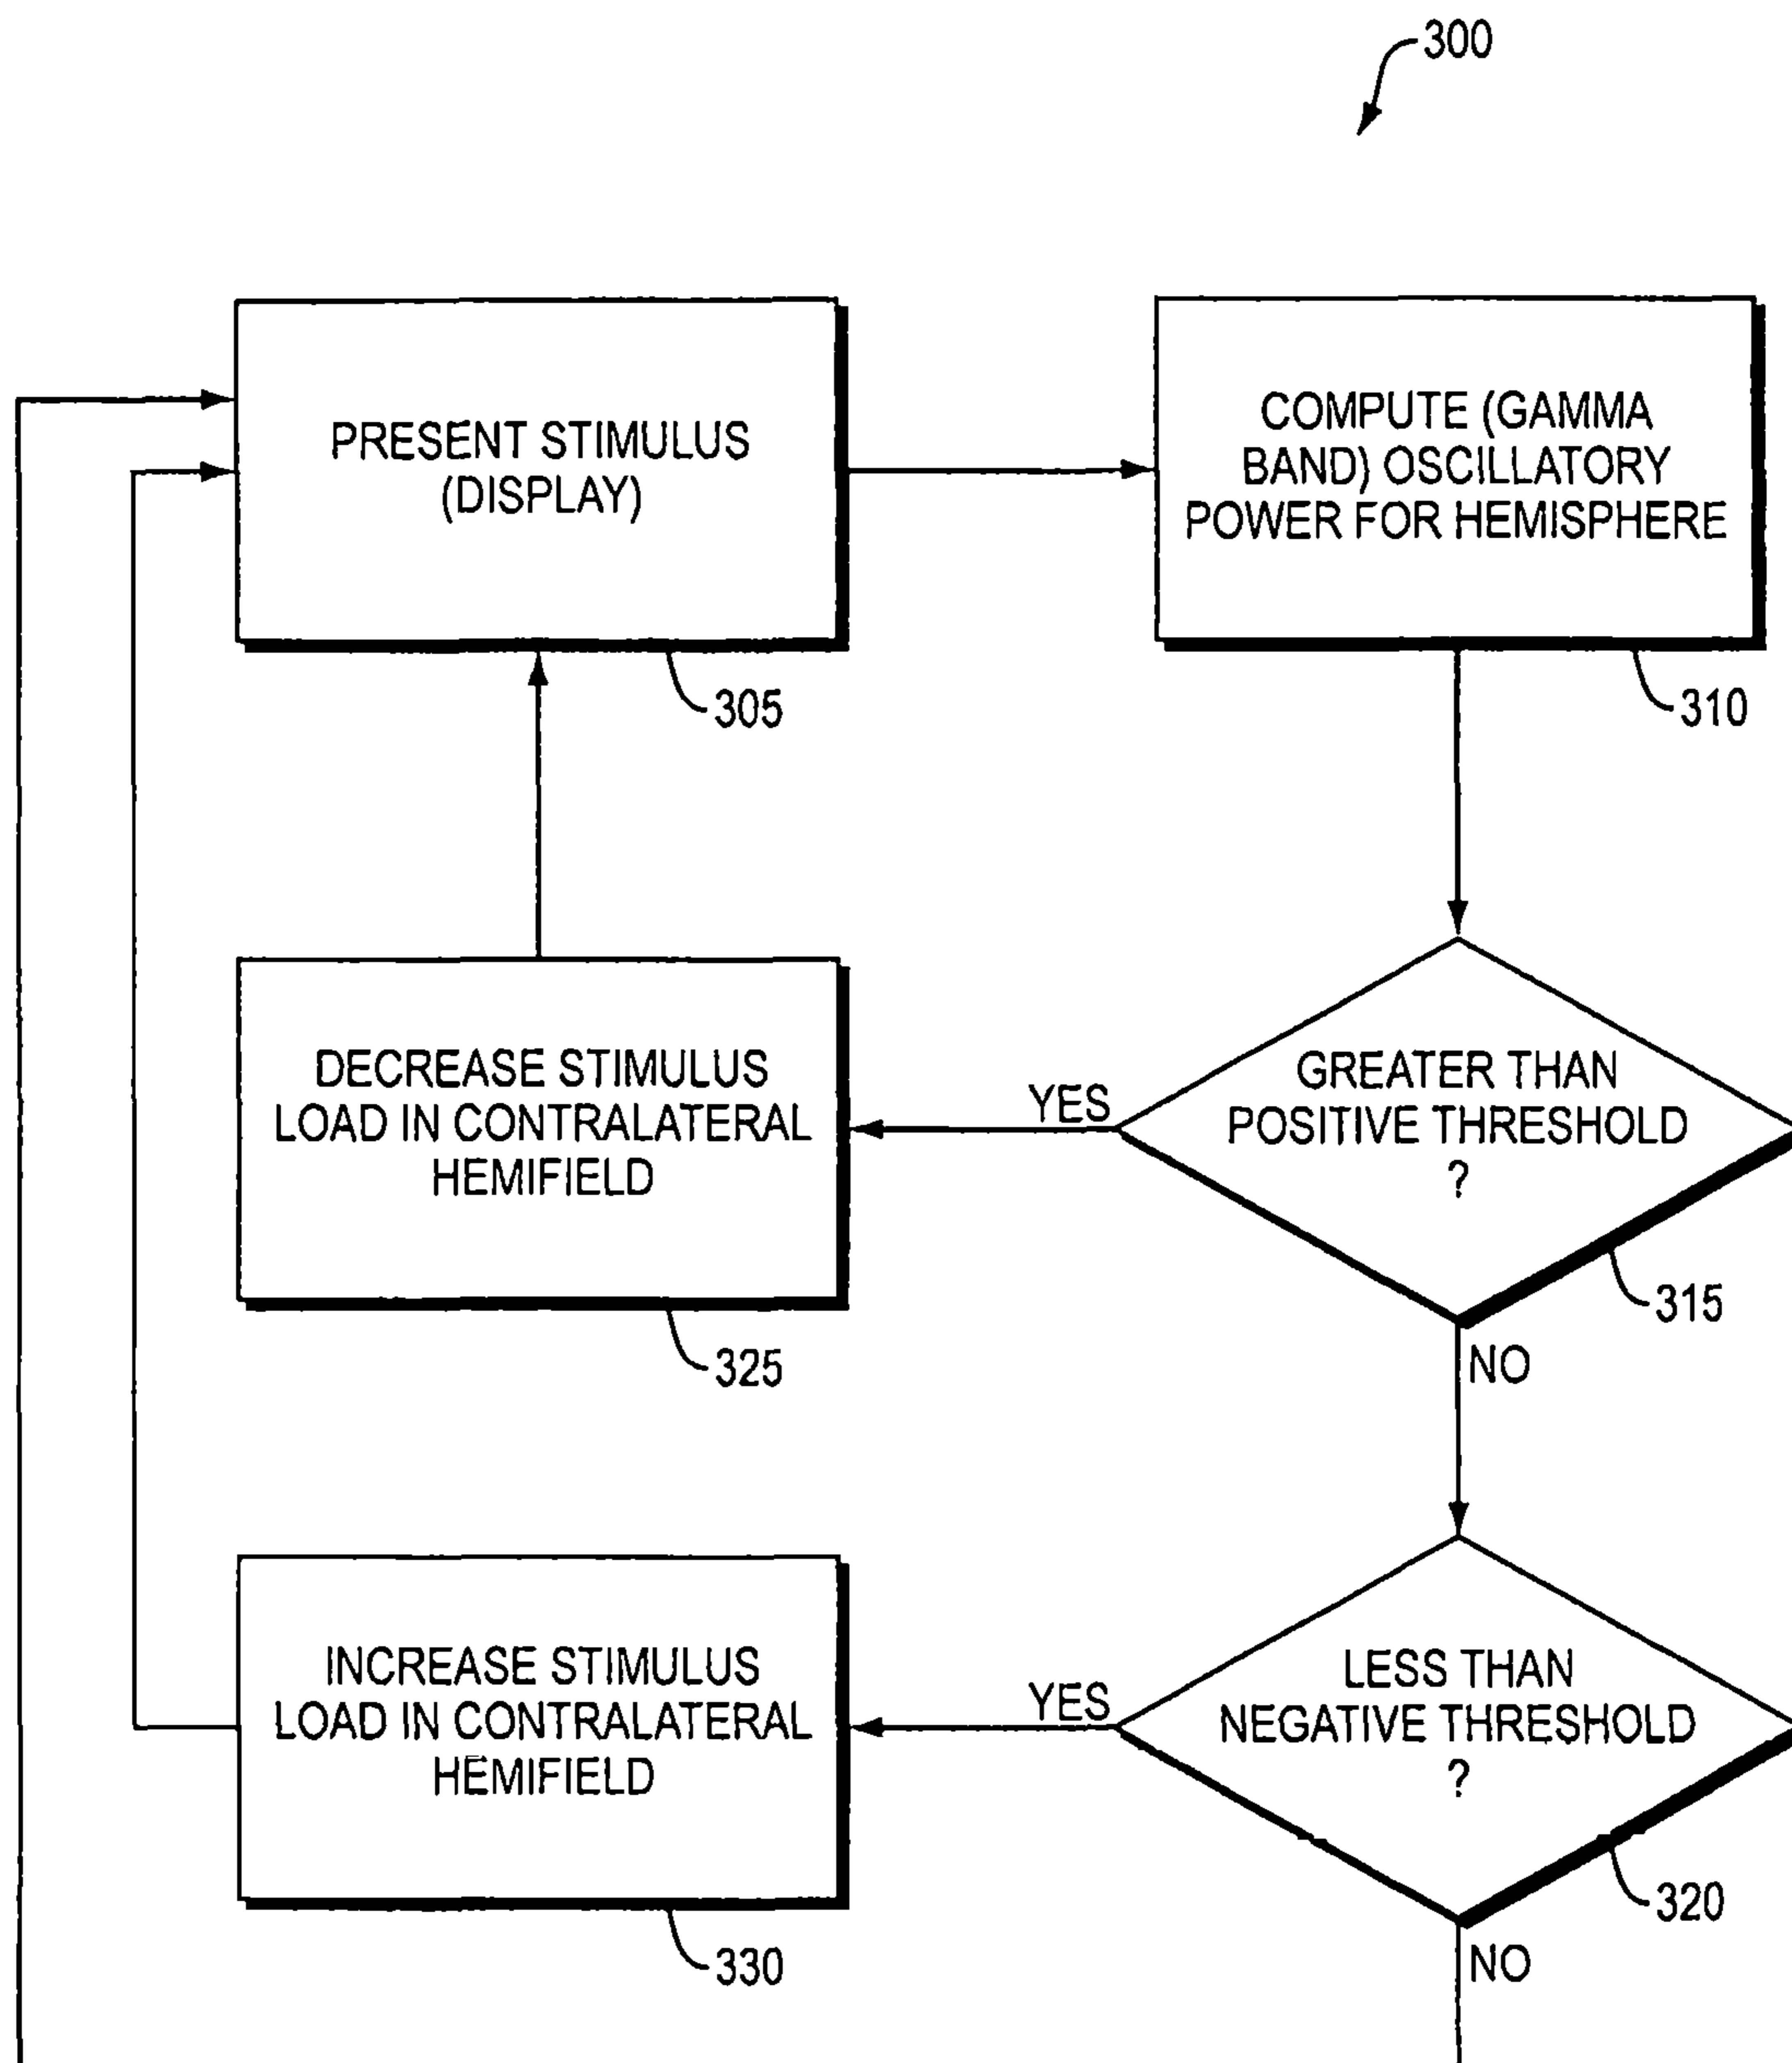 300
PRESENT STIMULUS
(DISPLAY)
305
COMPUTE (GAMMA
BAND) OSCILLATORY
POWER FOR HEMISPHERE
310
DECREASE STIMULUS
LOAD IN CONTRALATERAL
HEMIFIELD
325
YES
GREATER THAN
POSITIVE THRESHOLD
?
315
NO
INCREASE STIMULUS
LOAD IN CONTRALATERAL
HEMIFIELD
330
YES
LESS THAN
NEGATIVE THRESHOLD
?
320
NO